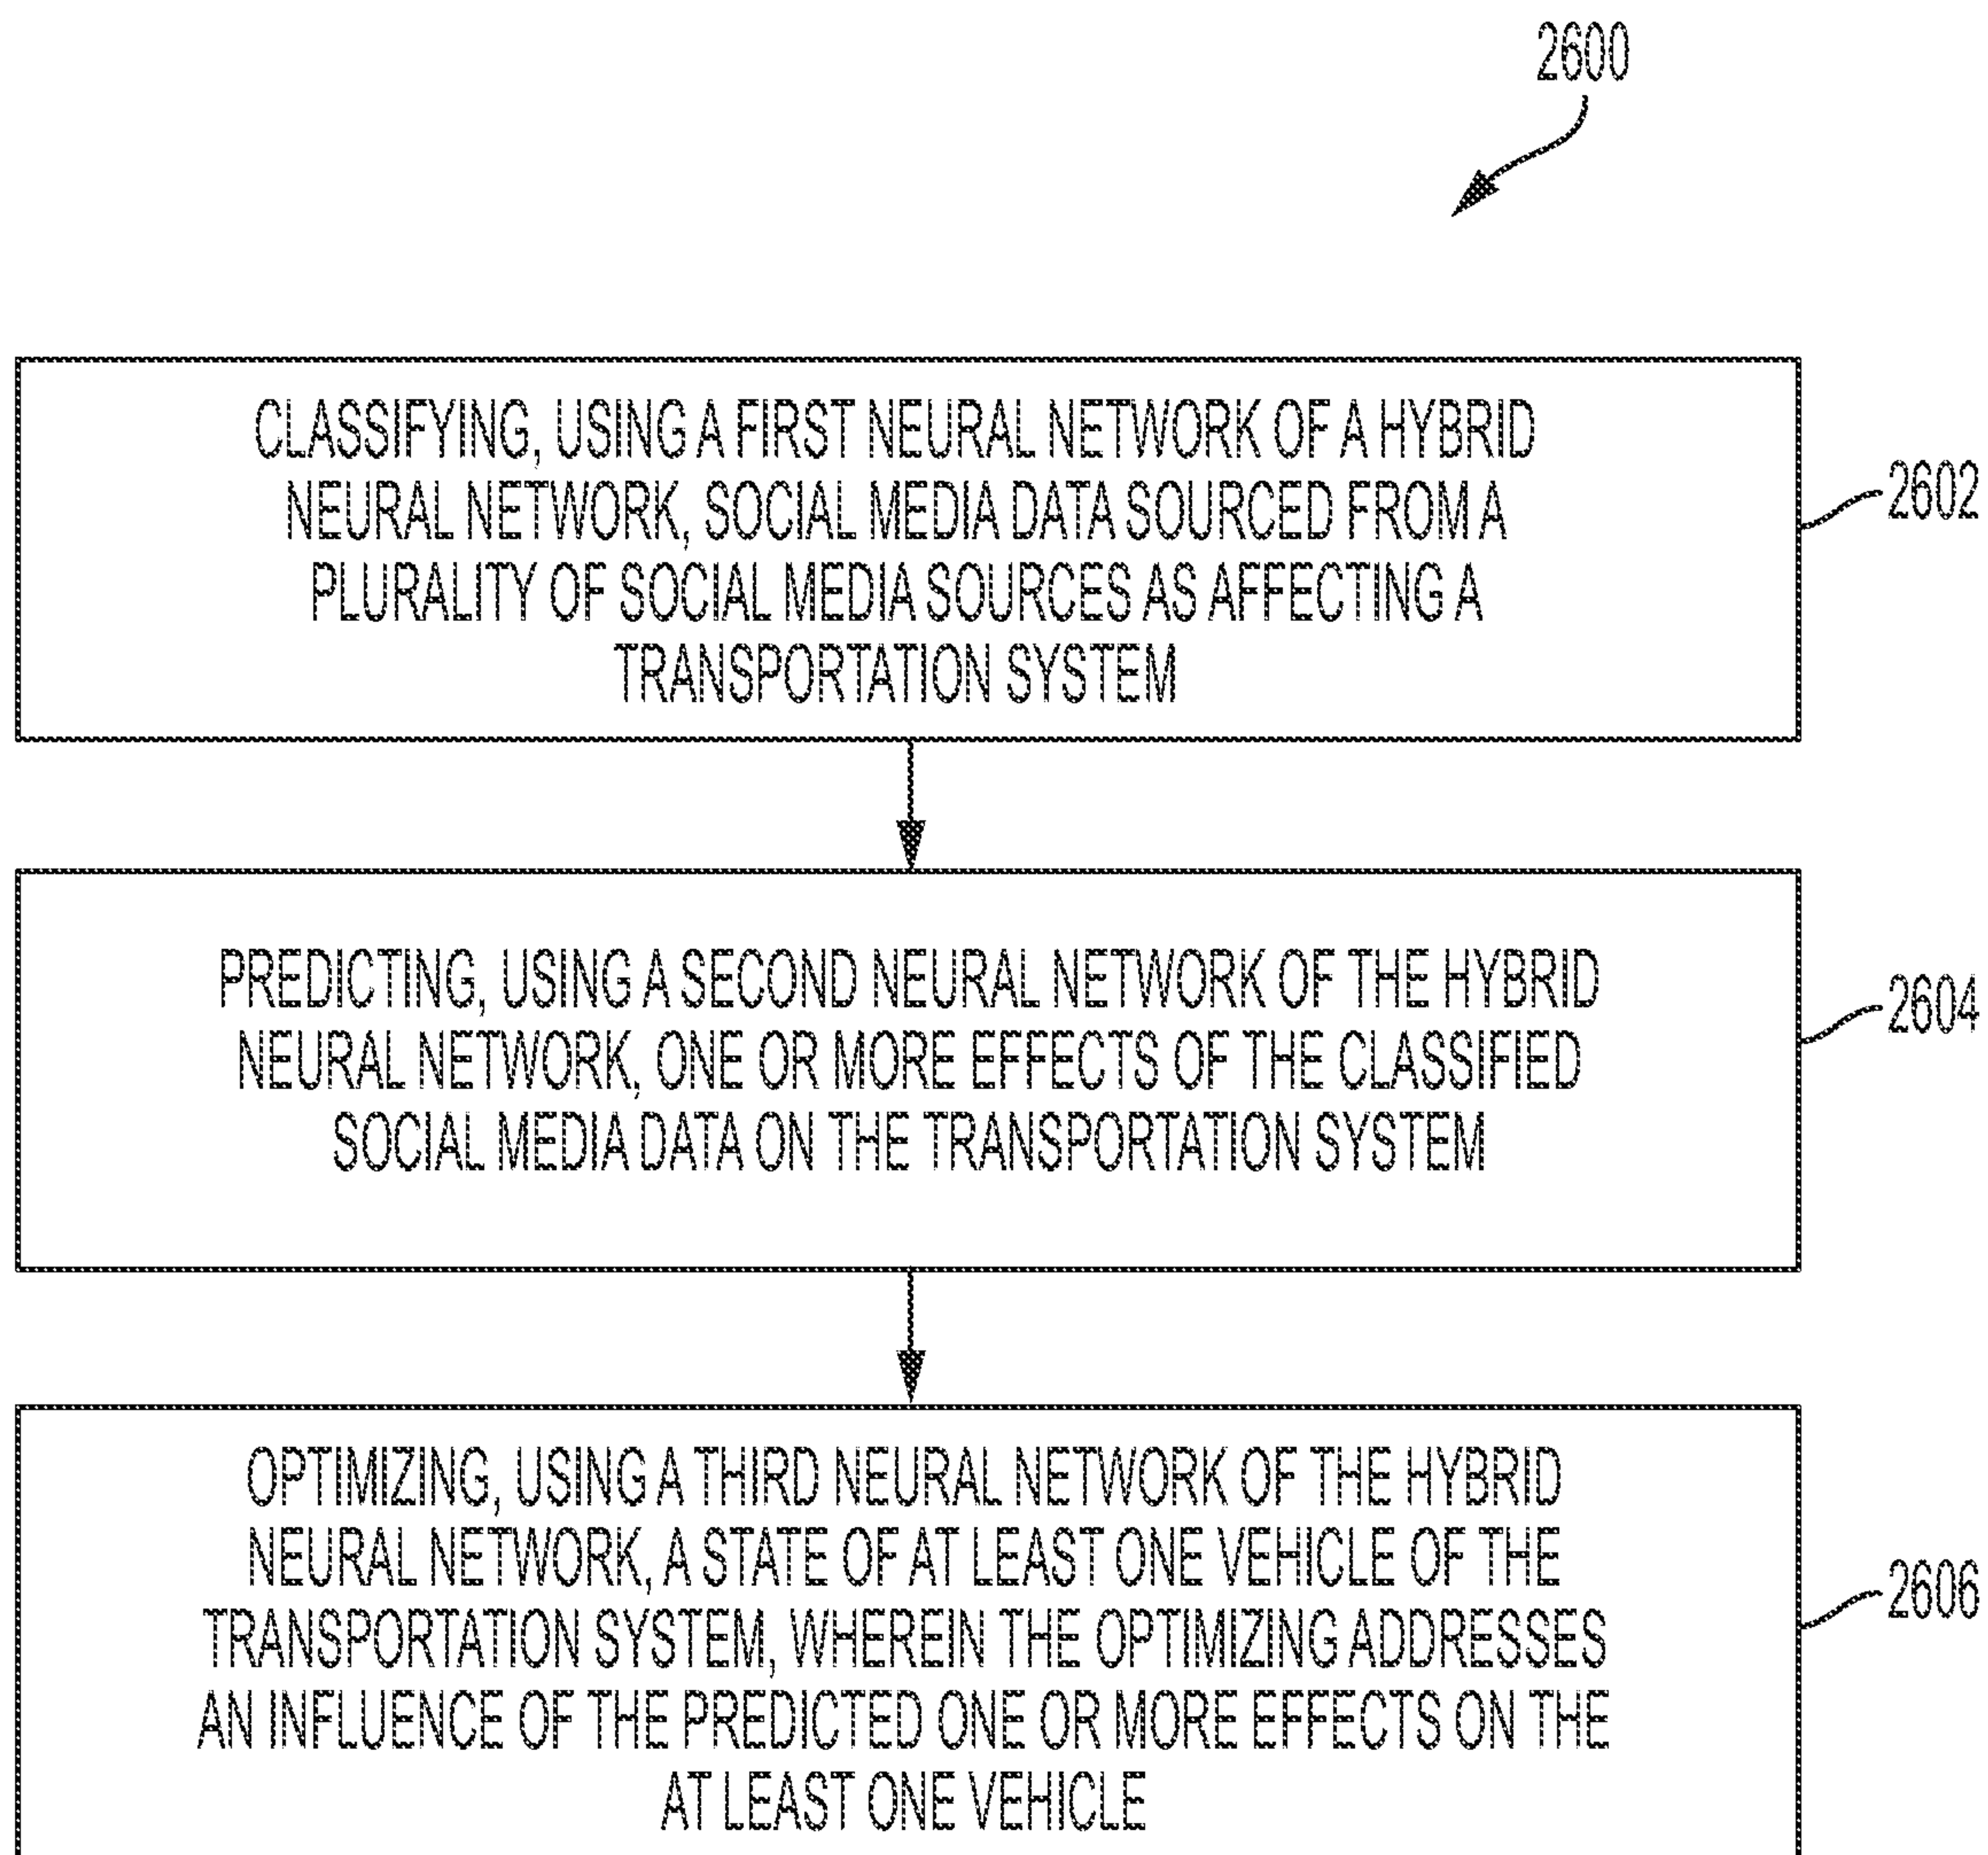 2600
CLASSIFYING, USING A FIRST NEURAL NETWORK OF A HYBRID
NEURAL NETWORK, SOCIAL MEDIA DATA SOURCED FROM A
PLURALITY OF SOCIAL MEDIA SOURCES AS AFFECTING A
TRANSPORTATION SYSTEM
2602
PREDICTING, USING A SECOND NEURAL NETWORK OF THE HYBRID
NEURAL NETWORK, ONE OR MORE EFFECTS OF THE CLASSIFIED
SOCIAL MEDIA DATA ON THE TRANSPORTATION SYSTEM
2604
OPTIMIZING, USING A THIRD NEURAL NETWORK OF THE HYBRID
NEURAL NETWORK, A STATE OF AT LEAST ONE VEHICLE OF THE
TRANSPORTATION SYSTEM, WHEREIN THE OPTIMIZING ADDRESSES
AN INFLUENCE OF THE PREDICTED ONE OR MORE EFFECTS ON THE
AT LEAST ONE VEHICLE
2606